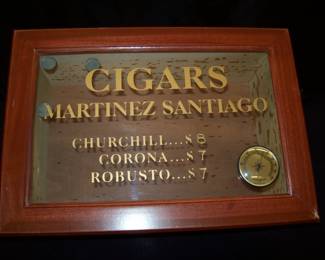 CIGARS
MARTINEZ SANTIAGO
CHURCHILL...$8
CORONA...$7
ROBUSTO...$7